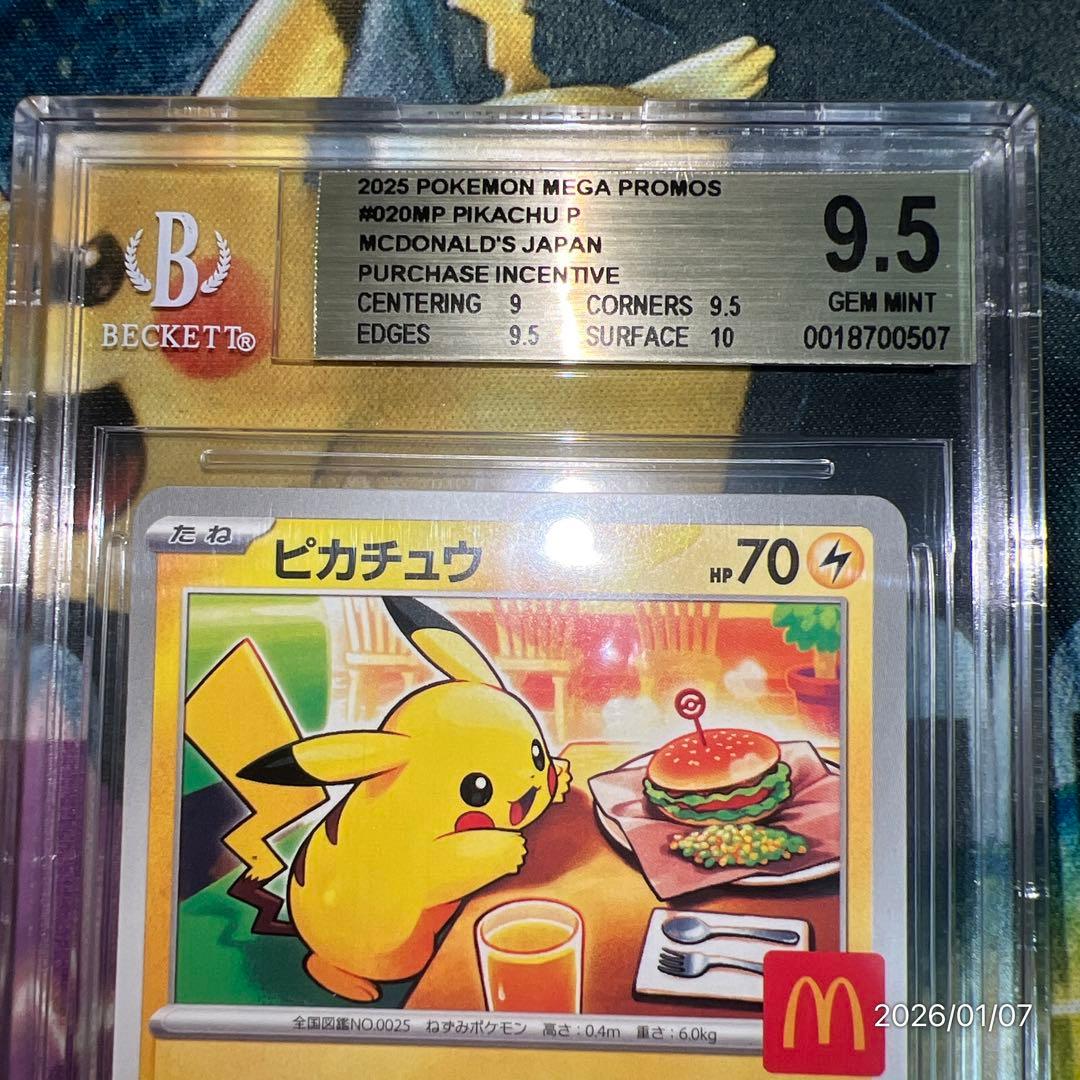 2025 POKEMON MEGA PROMOS
#020MP PIKACHU P
MCDONALD'S JAPAN
PURCHASE INCENTIVE
CENTERING 9 CORNERS 9.5
EDGES 9.5 SURFACE 10
9.5
GEM MINT
0018700507
B
BECKETT®
たね
ピカチュウ
HP 70
全国図鑑NO.0025 ねずみポケモン 高さ:0.4m 重さ:6.0kg
M
2026/01/07